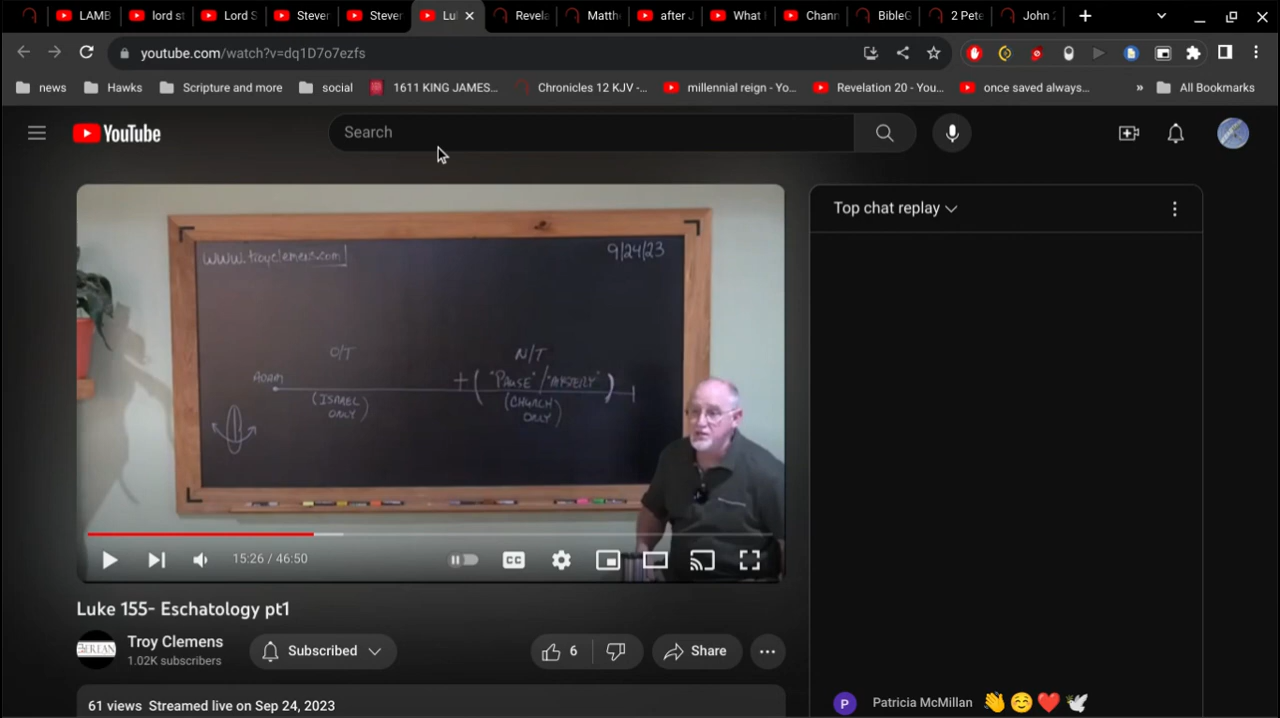 LAMB
lord st
Lord S
Stever
Stever
Lu
Revela
Matth
after J
What
Chann
BibleG
2 Pete
John 2
youtube.com/watch?v=dq1D7o7ezfs
news
Hawks
Scripture and more
social
1611 KING JAMES...
Chronicles 12 KJV -...
millennial reign - Yo...
Revelation 20 - You...
once saved always...
»
All Bookmarks
YouTube
Search
Top chat replay
www.troyclemens.com
9/24/23
O/T
N/T
ADAM
+ ( "PAUSE" / "MYSTERY" )
(ISRAEL
ONLY)
(CHURCH
ONLY)
15:26 / 46:50
CC
Luke 155- Eschatology pt1
BEREAN
Troy Clemens
1.02K subscribers
Subscribed
6
Share
61 views Streamed live on Sep 24, 2023
P
Patricia McMillan 👋☺️❤️🕊️